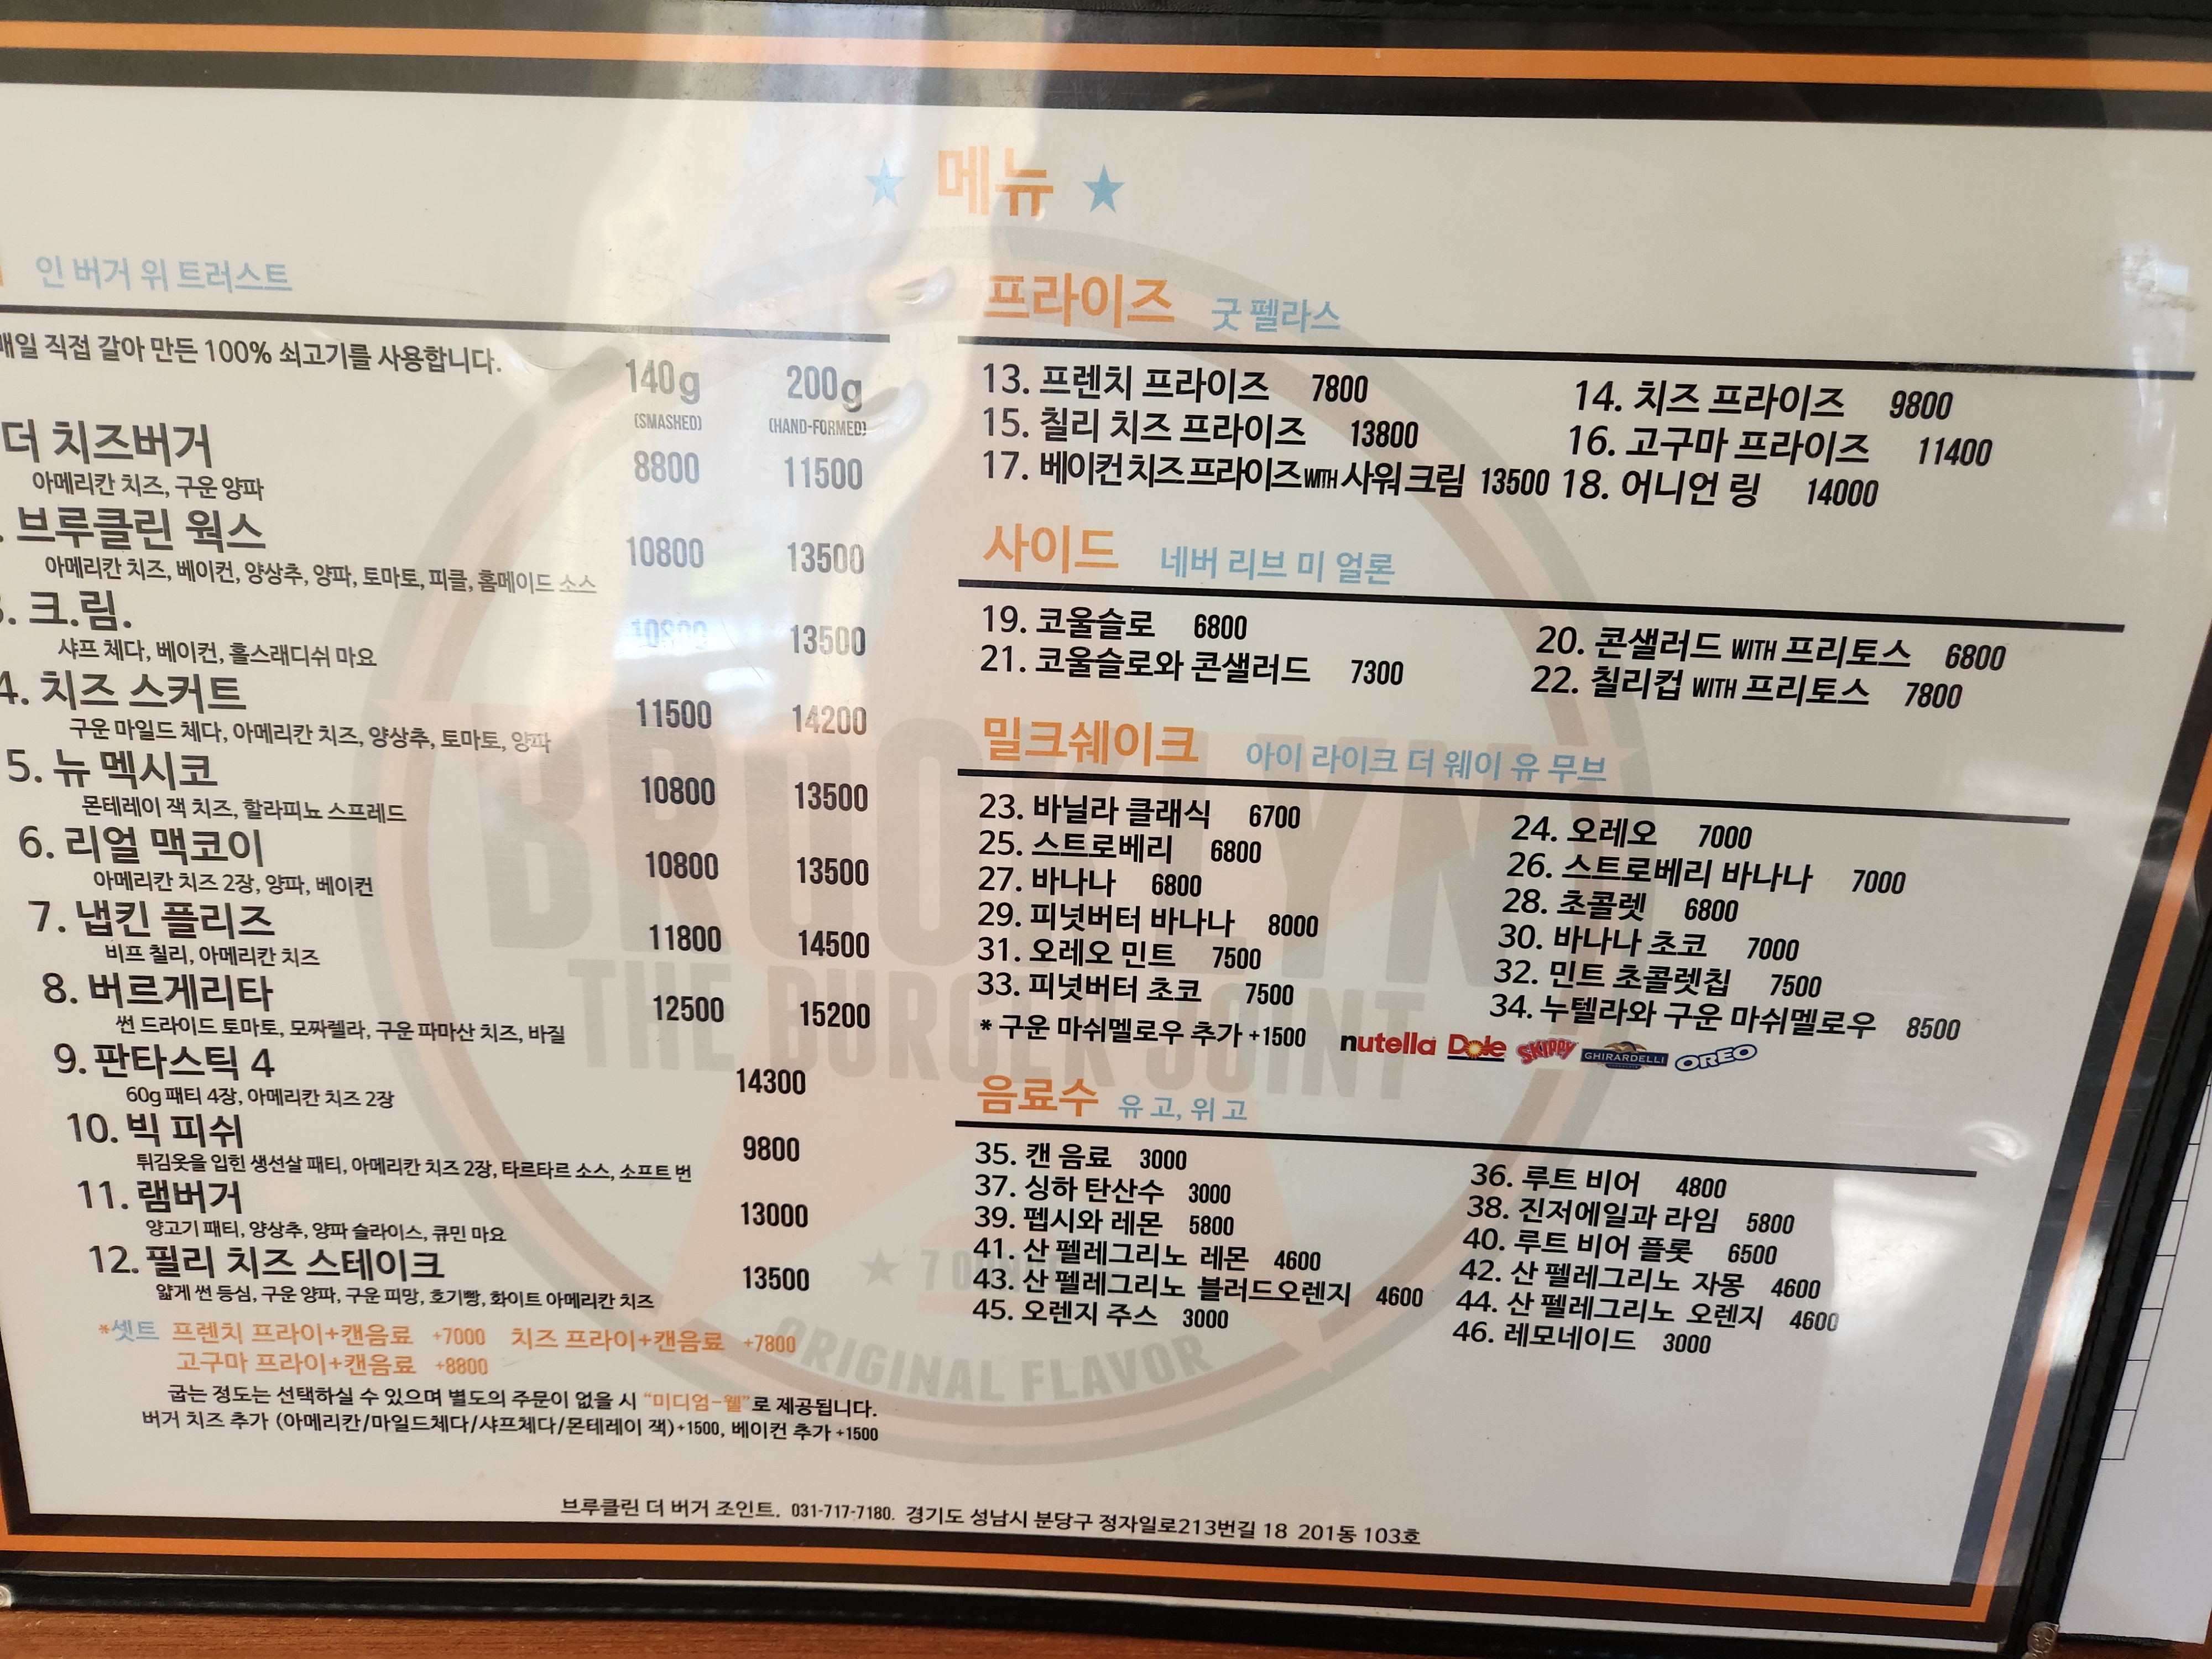 메뉴
인 버거 위 트러스트
매일 직접 갈아 만든 100% 쇠고기를 사용합니다.
140g 200g
(SMASHED) (HAND-FORMED)
더 치즈버거 8800 11500
아메리칸 치즈, 구운 양파
브루클린 웍스 10800 13500
아메리칸 치즈, 베이컨, 양상추, 양파, 토마토, 피클, 홈메이드 소스
3. 크.림. 10800 13500
샤프 체다, 베이컨, 홀스래디쉬 마요
4. 치즈 스커트 11500 14200
구운 마일드 체다, 아메리칸 치즈, 양상추, 토마토, 양파
5. 뉴 멕시코 10800 13500
몬테레이 잭 치즈, 할라피뇨 스프레드
6. 리얼 맥코이 10800 13500
아메리칸 치즈 2장, 양파, 베이컨
7. 냅킨 플리즈 11800 14500
비프 칠리, 아메리칸 치즈
8. 버르게리타 12500 15200
썬 드라이드 토마토, 모짜렐라, 구운 파마산 치즈, 바질
9. 판타스틱 4 14300
60g 패티 4장, 아메리칸 치즈 2장
10. 빅 피쉬 9800
튀김옷을 입힌 생선살 패티, 아메리칸 치즈 2장, 타르타르 소스, 소프트 번
11. 램버거 13000
양고기 패티, 양상추, 양파 슬라이스, 큐민 마요
12. 필리 치즈 스테이크 13500
얇게 썬 등심, 구운 양파, 구운 피망, 호기빵, 화이트 아메리칸 치즈
*셋트 프렌치 프라이+캔음료 +7000 치즈 프라이+캔음료 +7800
고구마 프라이+캔음료 +8800
굽는 정도는 선택하실 수 있으며 별도의 주문이 없을 시 "미디엄-웰"로 제공됩니다.
버거 치즈 추가 (아메리칸/마일드체다/샤프체다/몬테레이 잭)+1500, 베이컨 추가 +1500
프라이즈 굿 펠라스
13. 프렌치 프라이즈 7800 14. 치즈 프라이즈 9800
15. 칠리 치즈 프라이즈 13800 16. 고구마 프라이즈 11400
17. 베이컨 치즈 프라이즈 WITH 사워 크림 13500 18. 어니언 링 14000
사이드 네버 리브 미 얼론
19. 코울슬로 6800 20. 콘샐러드 WITH 프리토스 6800
21. 코울슬로와 콘샐러드 7300 22. 칠리컵 WITH 프리토스 7800
밀크쉐이크 아이 라이크 더 웨이 유 무브
23. 바닐라 클래식 6700 24. 오레오 7000
25. 스트로베리 6800 26. 스트로베리 바나나 7000
27. 바나나 6800 28. 초콜렛 6800
29. 피넛버터 바나나 8000 30. 바나나 초코 7000
31. 오레오 민트 7500 32. 민트 초콜렛칩 7500
33. 피넛버터 초코 7500 34. 누텔라와 구운 마쉬멜로우 8500
* 구운 마쉬멜로우 추가 +1500 nutella Dole SKIPPY GHIRARDELLI OREO
음료수 유 고, 위 고
35. 캔 음료 3000 36. 루트 비어 4800
37. 싱하 탄산수 3000 38. 진저에일과 라임 5800
39. 펩시와 레몬 5800 40. 루트 비어 플롯 6500
41. 산 펠레그리노 레몬 4600 42. 산 펠레그리노 자몽 4600
43. 산 펠레그리노 블러드오렌지 4600 44. 산 펠레그리노 오렌지 4600
45. 오렌지 주스 3000 46. 레모네이드 3000
BROOKLYN
THE BURGER JOINT
ORIGINAL FLAVOR
브루클린 더 버거 조인트. 031-717-7180. 경기도 성남시 분당구 정자일로213번길 18 201동 103호